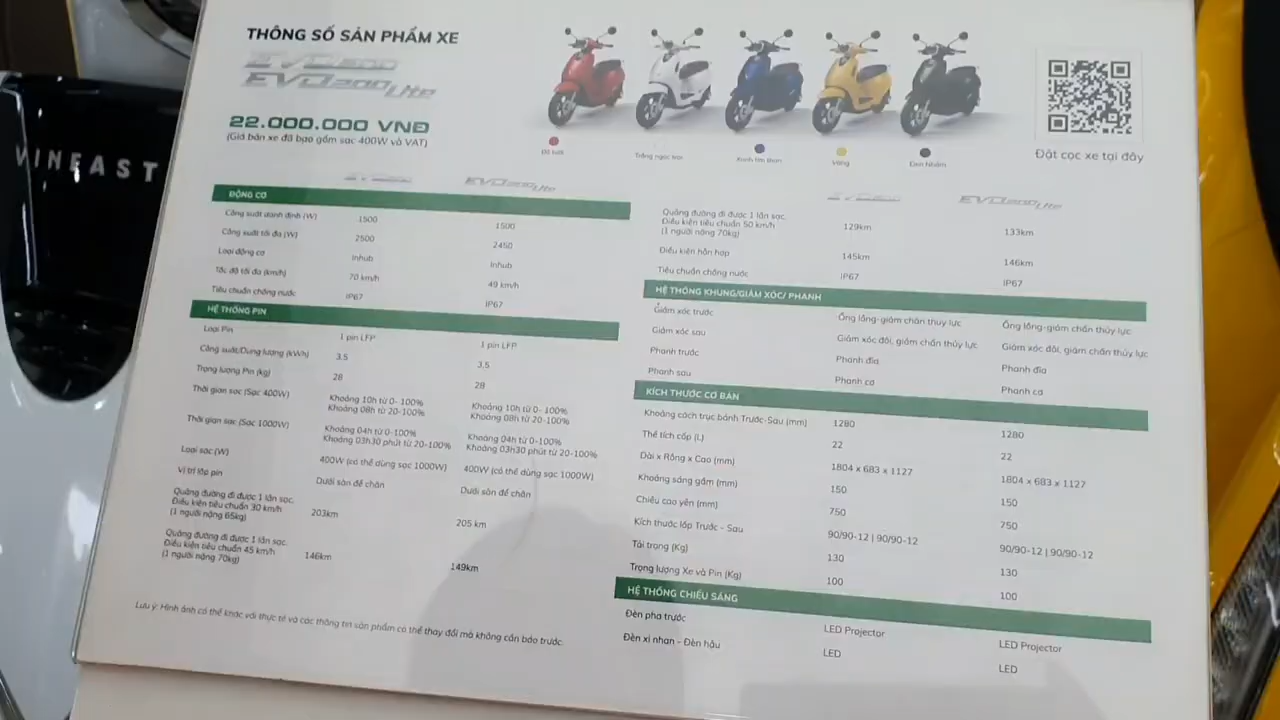 THÔNG SỐ SẢN PHẨM XE
EVO200
EVO200Lite
22.000.000 VNĐ
(Giá bán xe đã bao gồm sạc 400W và VAT)
Trắng ngọc trai
Xanh tím than
Vàng
Đen Nhám
Đặt cọc xe tại đây
VINFAST
EVO200 EVO200Lite
ĐỘNG CƠ
Công suất danh định (W) 1500 1500
Công suất tối đa (W) 2500 2450
Loại động cơ Inhub Inhub
Tốc độ tối đa (km/h) 70 km/h 49 km/h
Tiêu chuẩn chống nước IP67 IP67
HỆ THỐNG PIN
Loại Pin 1 pin LFP 1 pin LFP
Công suất/Dung lượng (kWh) 3.5 3,5
Trọng lượng Pin (kg) 28 28
Thời gian sạc (Sạc 400W) Khoảng 10h từ 0- 100% Khoảng 10h từ 0- 100%
Khoảng 08h từ 20-100% Khoảng 08h từ 20-100%
Thời gian sạc (Sạc 1000W) Khoảng 04h từ 0-100% Khoảng 04h từ 0-100%
Khoảng 03h30 phút từ 20-100% Khoảng 03h30 phút từ 20-100%
Loại sạc (W) 400W (có thể dùng sạc 1000W) 400W (có thể dùng sạc 1000W)
Vị trí lắp pin Dưới sàn để chân Dưới sàn để chân
Quãng đường đi được 1 lần sạc.
Điều kiện tiêu chuẩn 30 km/h 203km 205 km
(1 người nặng 65kg)
Quãng đường đi được 1 lần sạc.
Điều kiện tiêu chuẩn 45 km/h 146km 149km
(1 người nặng 70kg)
Lưu ý: Hình ảnh có thể khác với thực tế và các thông tin sản phẩm có thể thay đổi mà không cần báo trước.
EVO200 EVO200Lite
Quãng đường đi được 1 lần sạc.
Điều kiện tiêu chuẩn 50 km/h 129km 133km
(1 người nặng 70kg)
Điều kiện hỗn hợp 145km 146km
Tiêu chuẩn chống nước IP67 IP67
HỆ THỐNG KHUNG/GIẢM XÓC/ PHANH
Giảm xóc trước Ống lồng-giảm chấn thủy lực Ống lồng-giảm chấn thủy lực
Giảm xóc sau Giảm xóc đôi, giảm chấn thủy lực Giảm xóc đôi, giảm chấn thủy lực
Phanh trước Phanh đĩa Phanh đĩa
Phanh sau Phanh cơ Phanh cơ
KÍCH THƯỚC CƠ BẢN
Khoảng cách trục bánh Trước-Sau (mm) 1280 1280
Thể tích cốp (L) 22 22
Dài x Rộng x Cao (mm) 1804 x 683 x 1127 1804 x 683 x 1127
Khoảng sáng gầm (mm) 150 150
Chiều cao yên (mm) 750 750
Kích thước lốp Trước - Sau 90/90-12 | 90/90-12 90/90-12 | 90/90-12
Tải trọng (Kg) 130 130
Trọng lượng Xe và Pin (Kg) 100 100
HỆ THỐNG CHIẾU SÁNG
Đèn pha trước LED Projector LED Projector
Đèn xi nhan - Đèn hậu LED LED